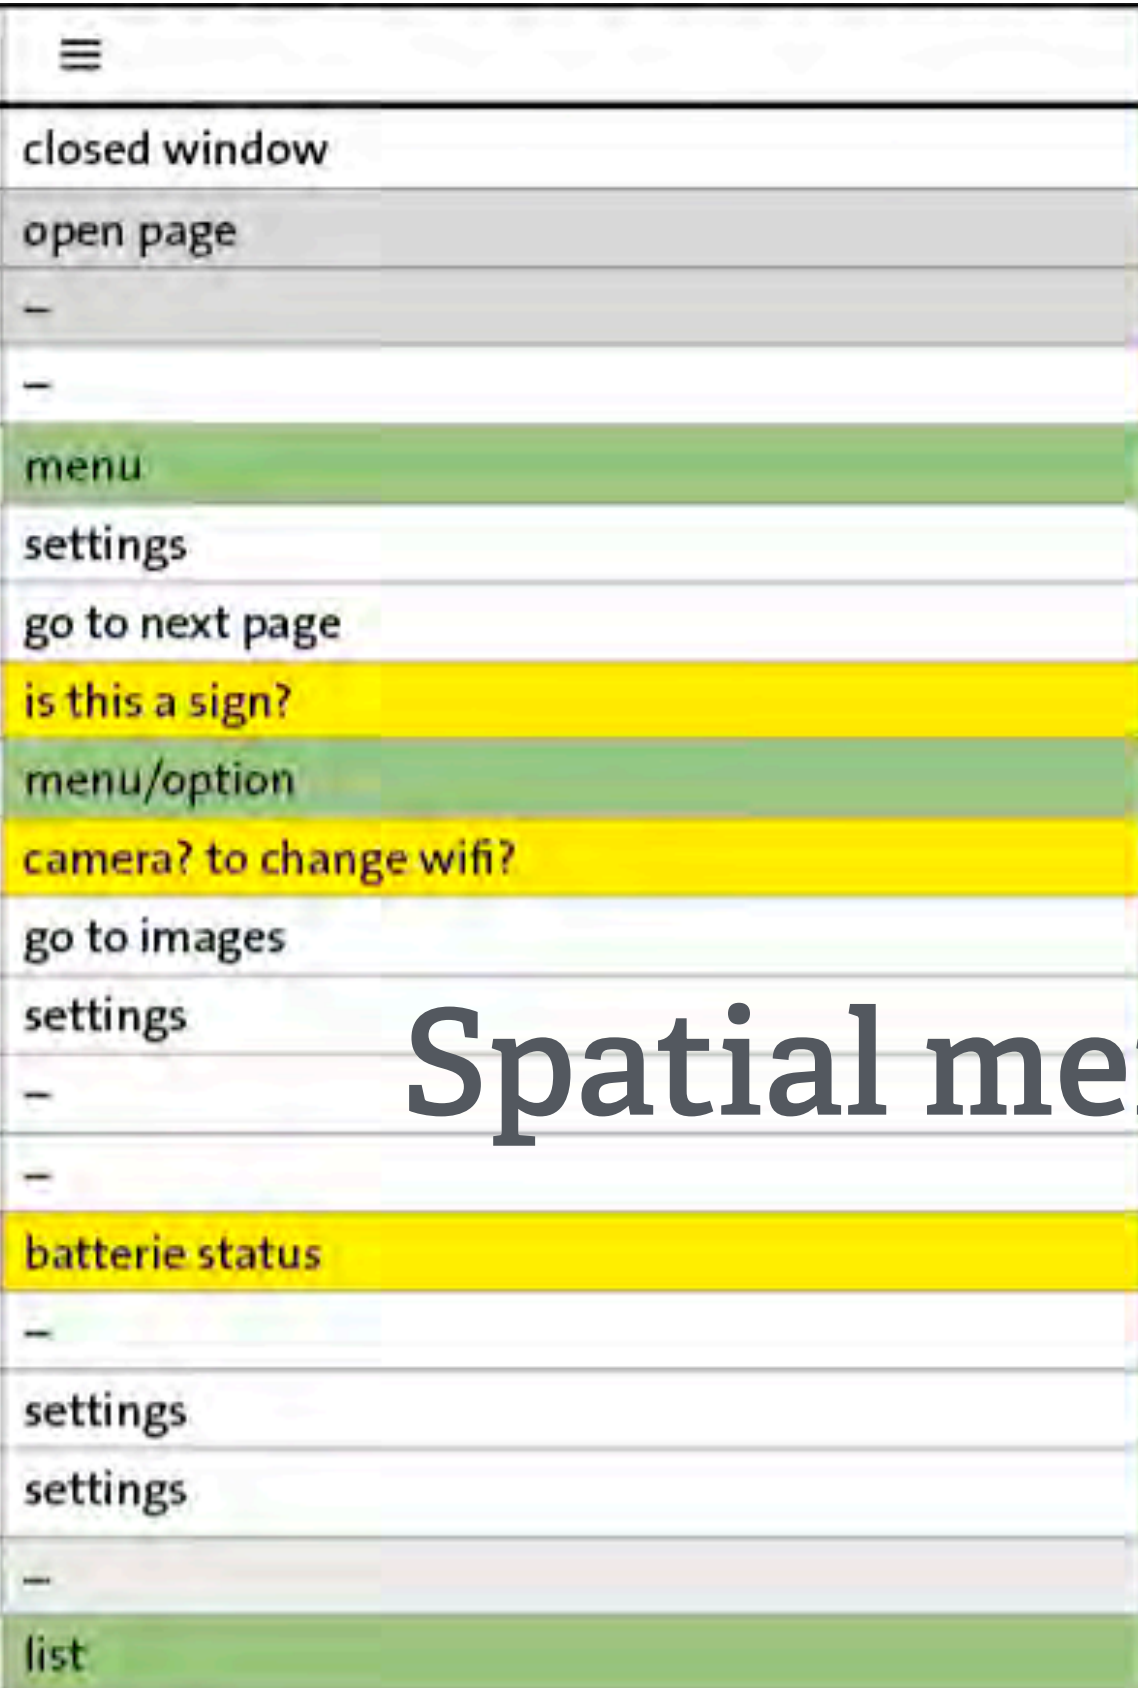 closed window
open page
–
–
menu
settings
go to next page
is this a sign?
menu/option
camera? to change wifi?
go to images
settings
Spatial
–
–
batterie status
–
settings
settings
–
list